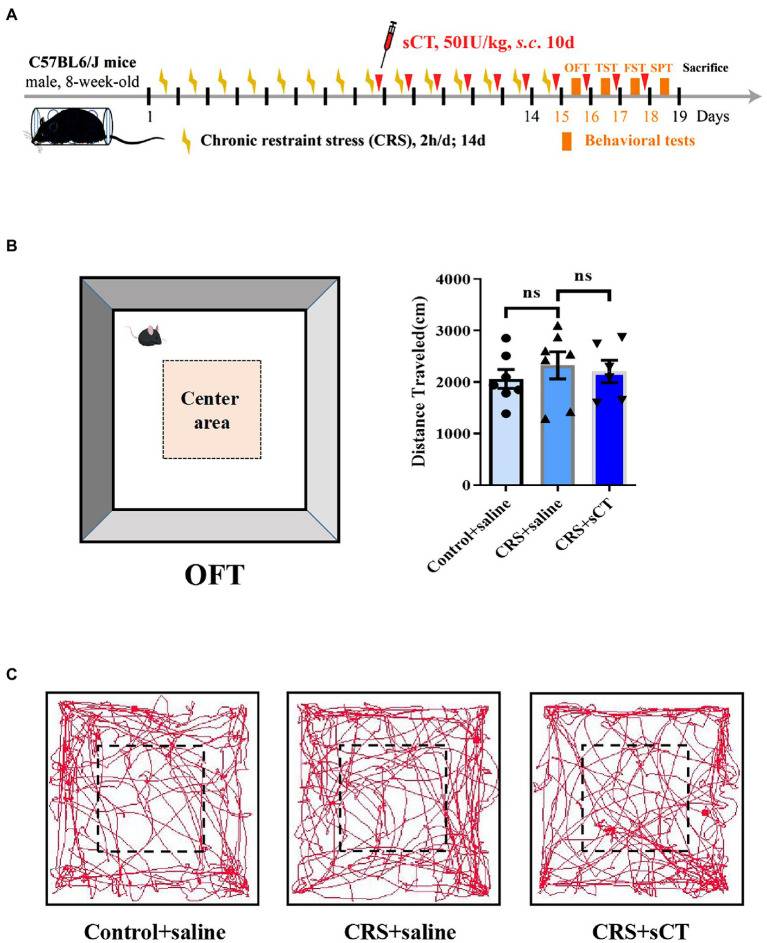 A
sCT, 50IU/kg, s.c. 10d
C57BL6/J mice
male, 8-week-old
OFT TST FST SPT Sacrifice
1 14 15 16 17 18 19 Days
Chronic restraint stress (CRS), 2h/d; 14d
Behavioral tests
B
Center
area
OFT
Distance Traveled(cm)
4000
3000
2000
1000
0
ns
ns
Control+saline
CRS+saline
CRS+sCT
C
Control+saline
CRS+saline
CRS+sCT